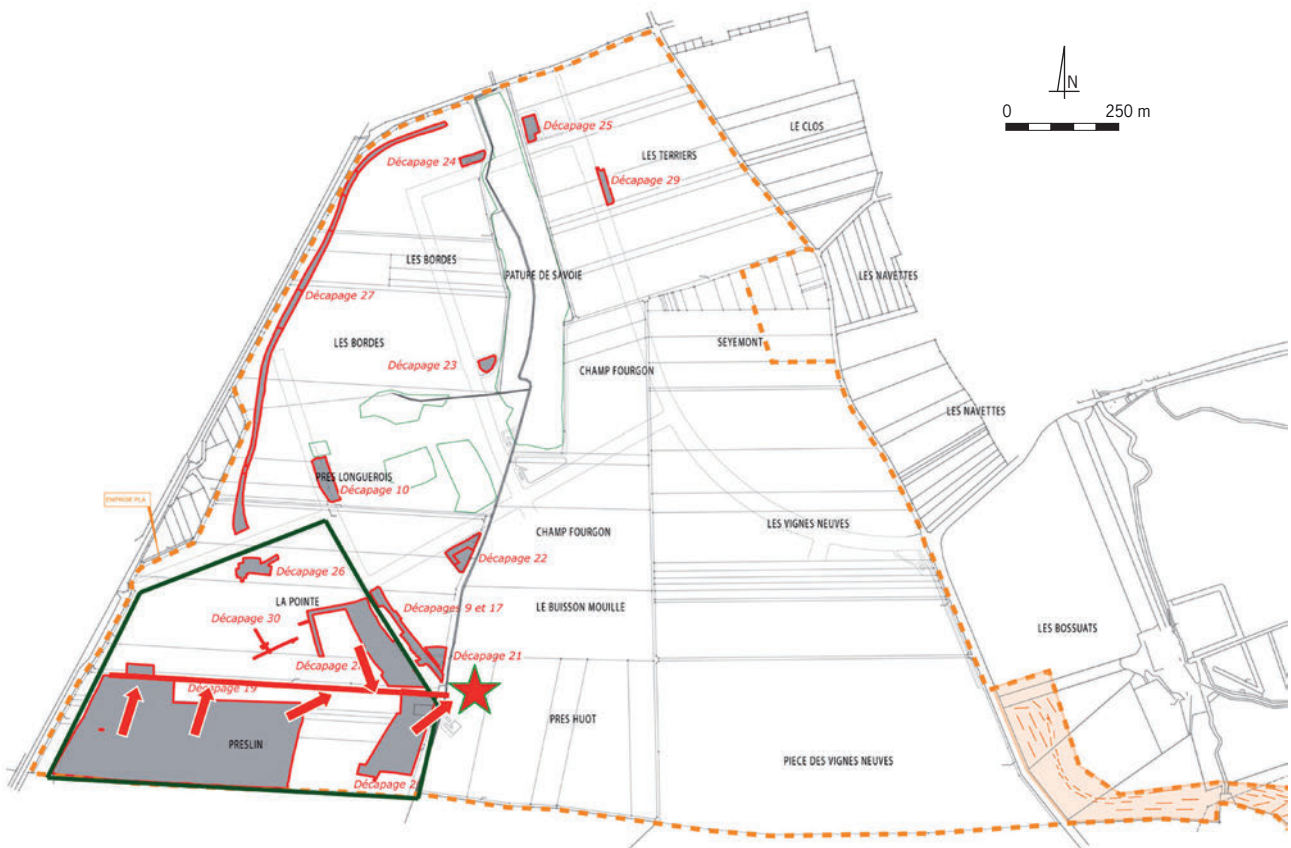 N
0 250 m
LE CLOS
Décapage 25
LES TERRIERS
Décapage 24
Décapage 29
LES BORDES
PATURE DE SAVOIE
LES NAVETTES
Décapage 27
LES BORDES
SEYEMONT
Décapage 23
CHAMP FOURGON
LES NAVETTES
PRES LONGUEROIS
Décapage 10
EMPRISE PLA
LES VIGNES NEUVES
CHAMP FOURGON
Décapage 22
Décapage 26
LA POINTE
Décapages 9 et 17
LE BUISSON MOUILLE
Décapage 30
LES BOSSUATS
Décapage 2
Décapage 21
Décapage 19
PRES HUOT
PRESLIN
PIECE DES VIGNES NEUVES
Décapage 2